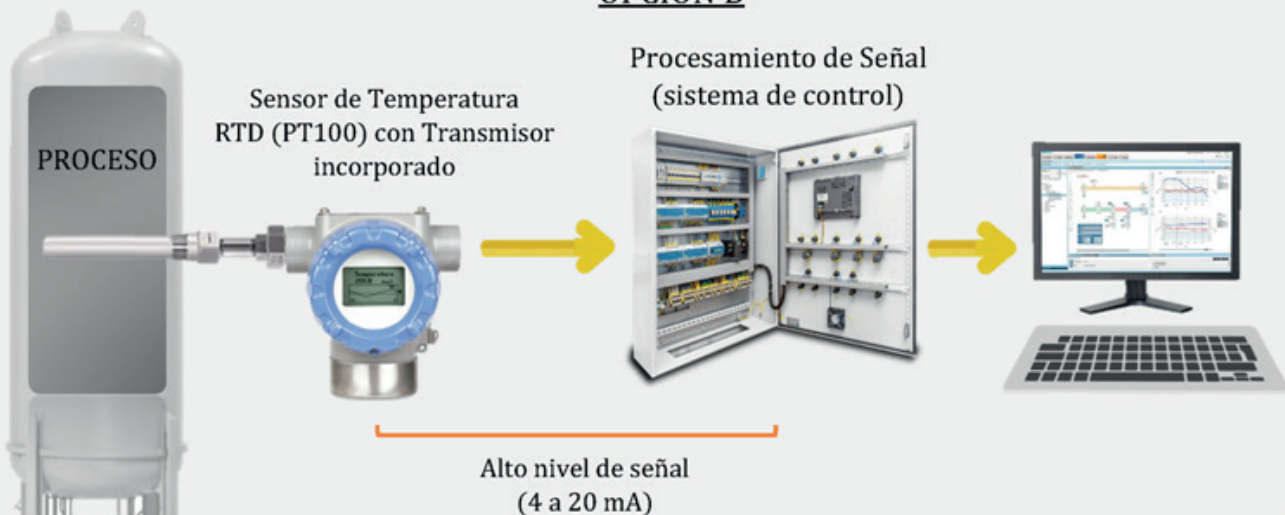 PROCESO
Sensor de Temperatura
RTD (PT100) con Transmisor
incorporado
Procesamiento de Señal
(sistema de control)
Alto nivel de señal
(4 a 20 mA)